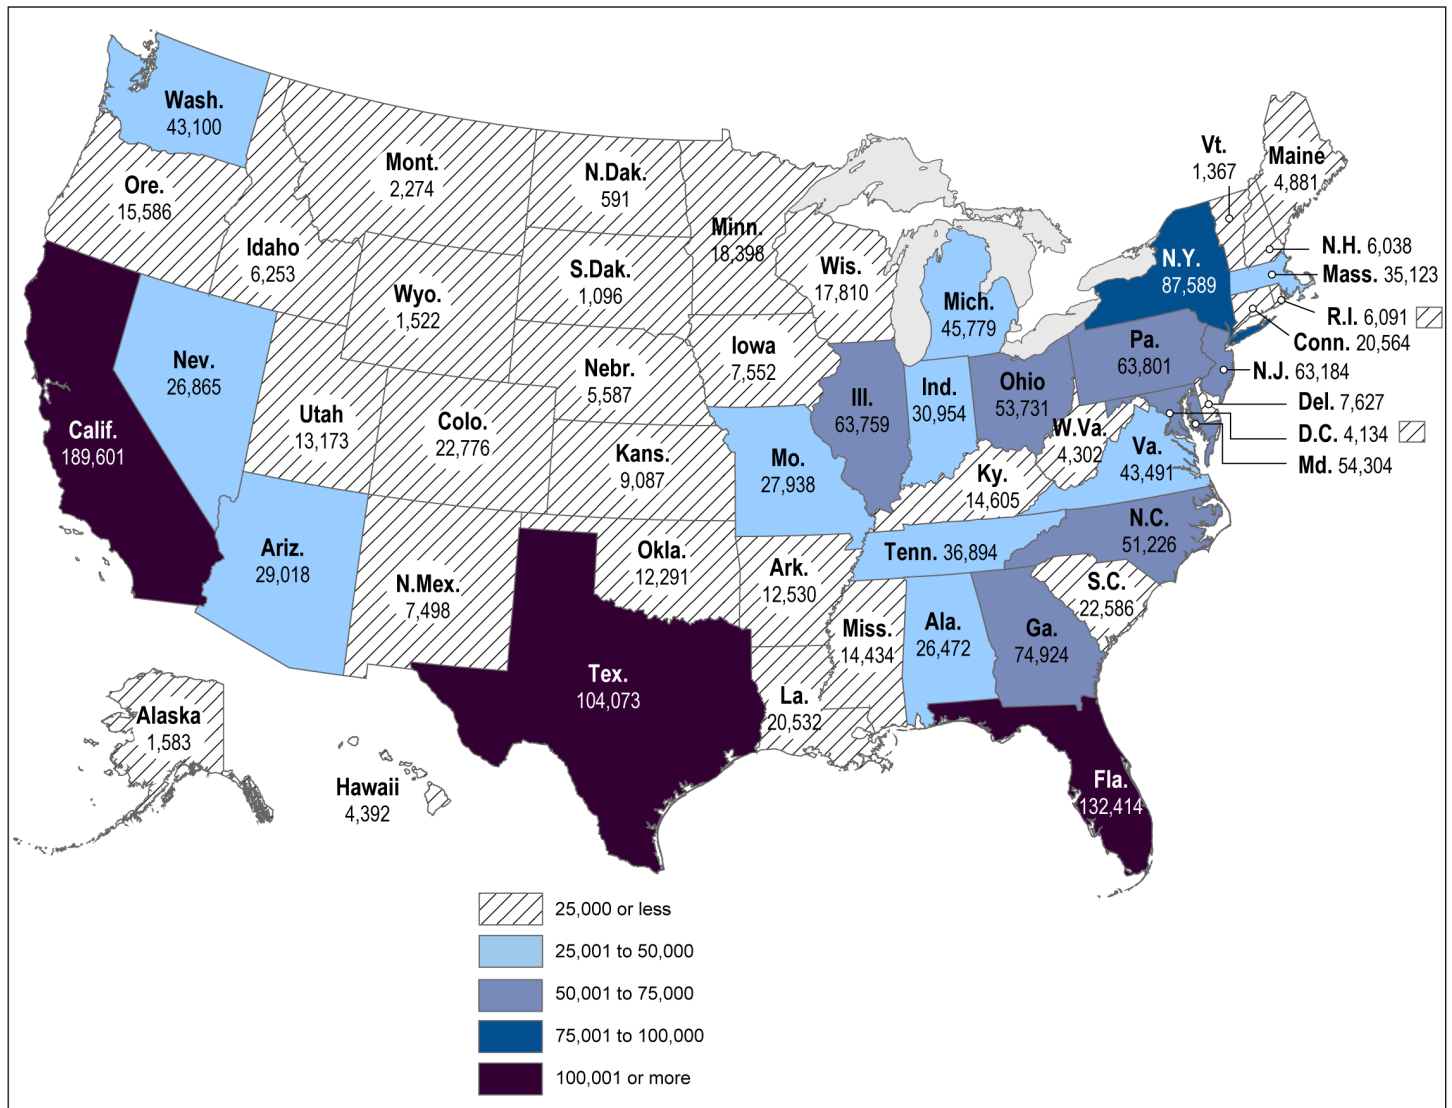 Wash.
43,100
Ore.
15,586
Idaho
6,253
Mont.
2,274
N.Dak.
591
Minn.
18,398
S.Dak.
1,096
Wyo.
1,522
Wis.
17,810
Mich.
45,779
Vt.
1,367
Maine
4,881
N.Y.
87,589
N.H. 6,038
Mass. 35,123
R.I. 6,091
Conn. 20,564
N.J. 63,184
Del. 7,627
D.C. 4,134
Md. 54,304
Calif.
189,601
Nev.
26,865
Utah
13,173
Colo.
22,776
Nebr.
5,587
Iowa
7,552
Kans.
9,087
Mo.
27,938
Ill.
63,759
Ind.
30,954
Ohio
53,731
Pa.
63,801
W.Va.
4,302
Va.
43,491
Ky.
14,605
N.C.
51,226
Tenn. 36,894
S.C.
22,586
Ariz.
29,018
N.Mex.
7,498
Okla.
12,291
Ark.
12,530
Miss.
14,434
Ala.
26,472
Ga.
74,924
La.
20,532
Tex.
104,073
Fla.
132,414
Alaska
1,583
Hawaii
4,392
25,000 or less
25,001 to 50,000
50,001 to 75,000
75,001 to 100,000
100,001 or more